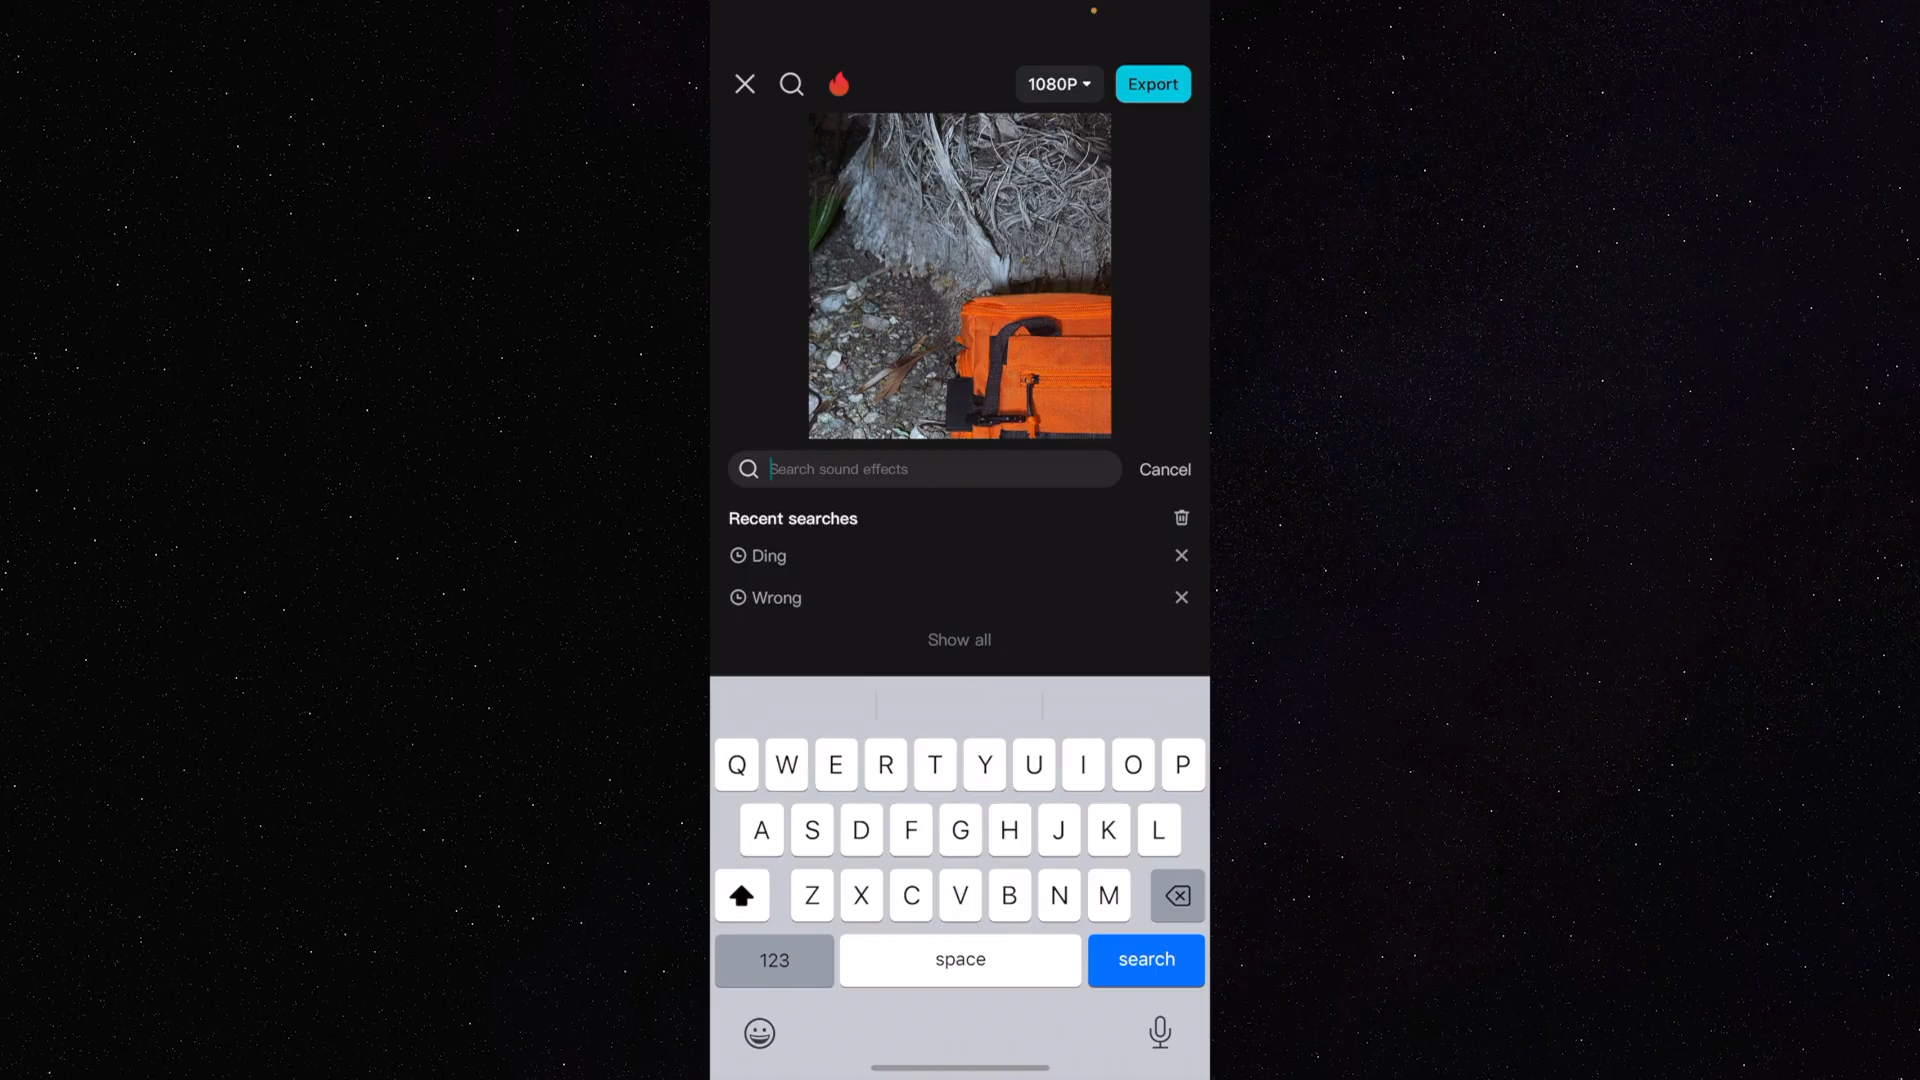 1080P Export
Search sound effects Cancel
Recent searches
Ding
Wrong
Show all
Q W E R T Y U I O P
A S D F G H J K L
Z X C V B N M
123 space search